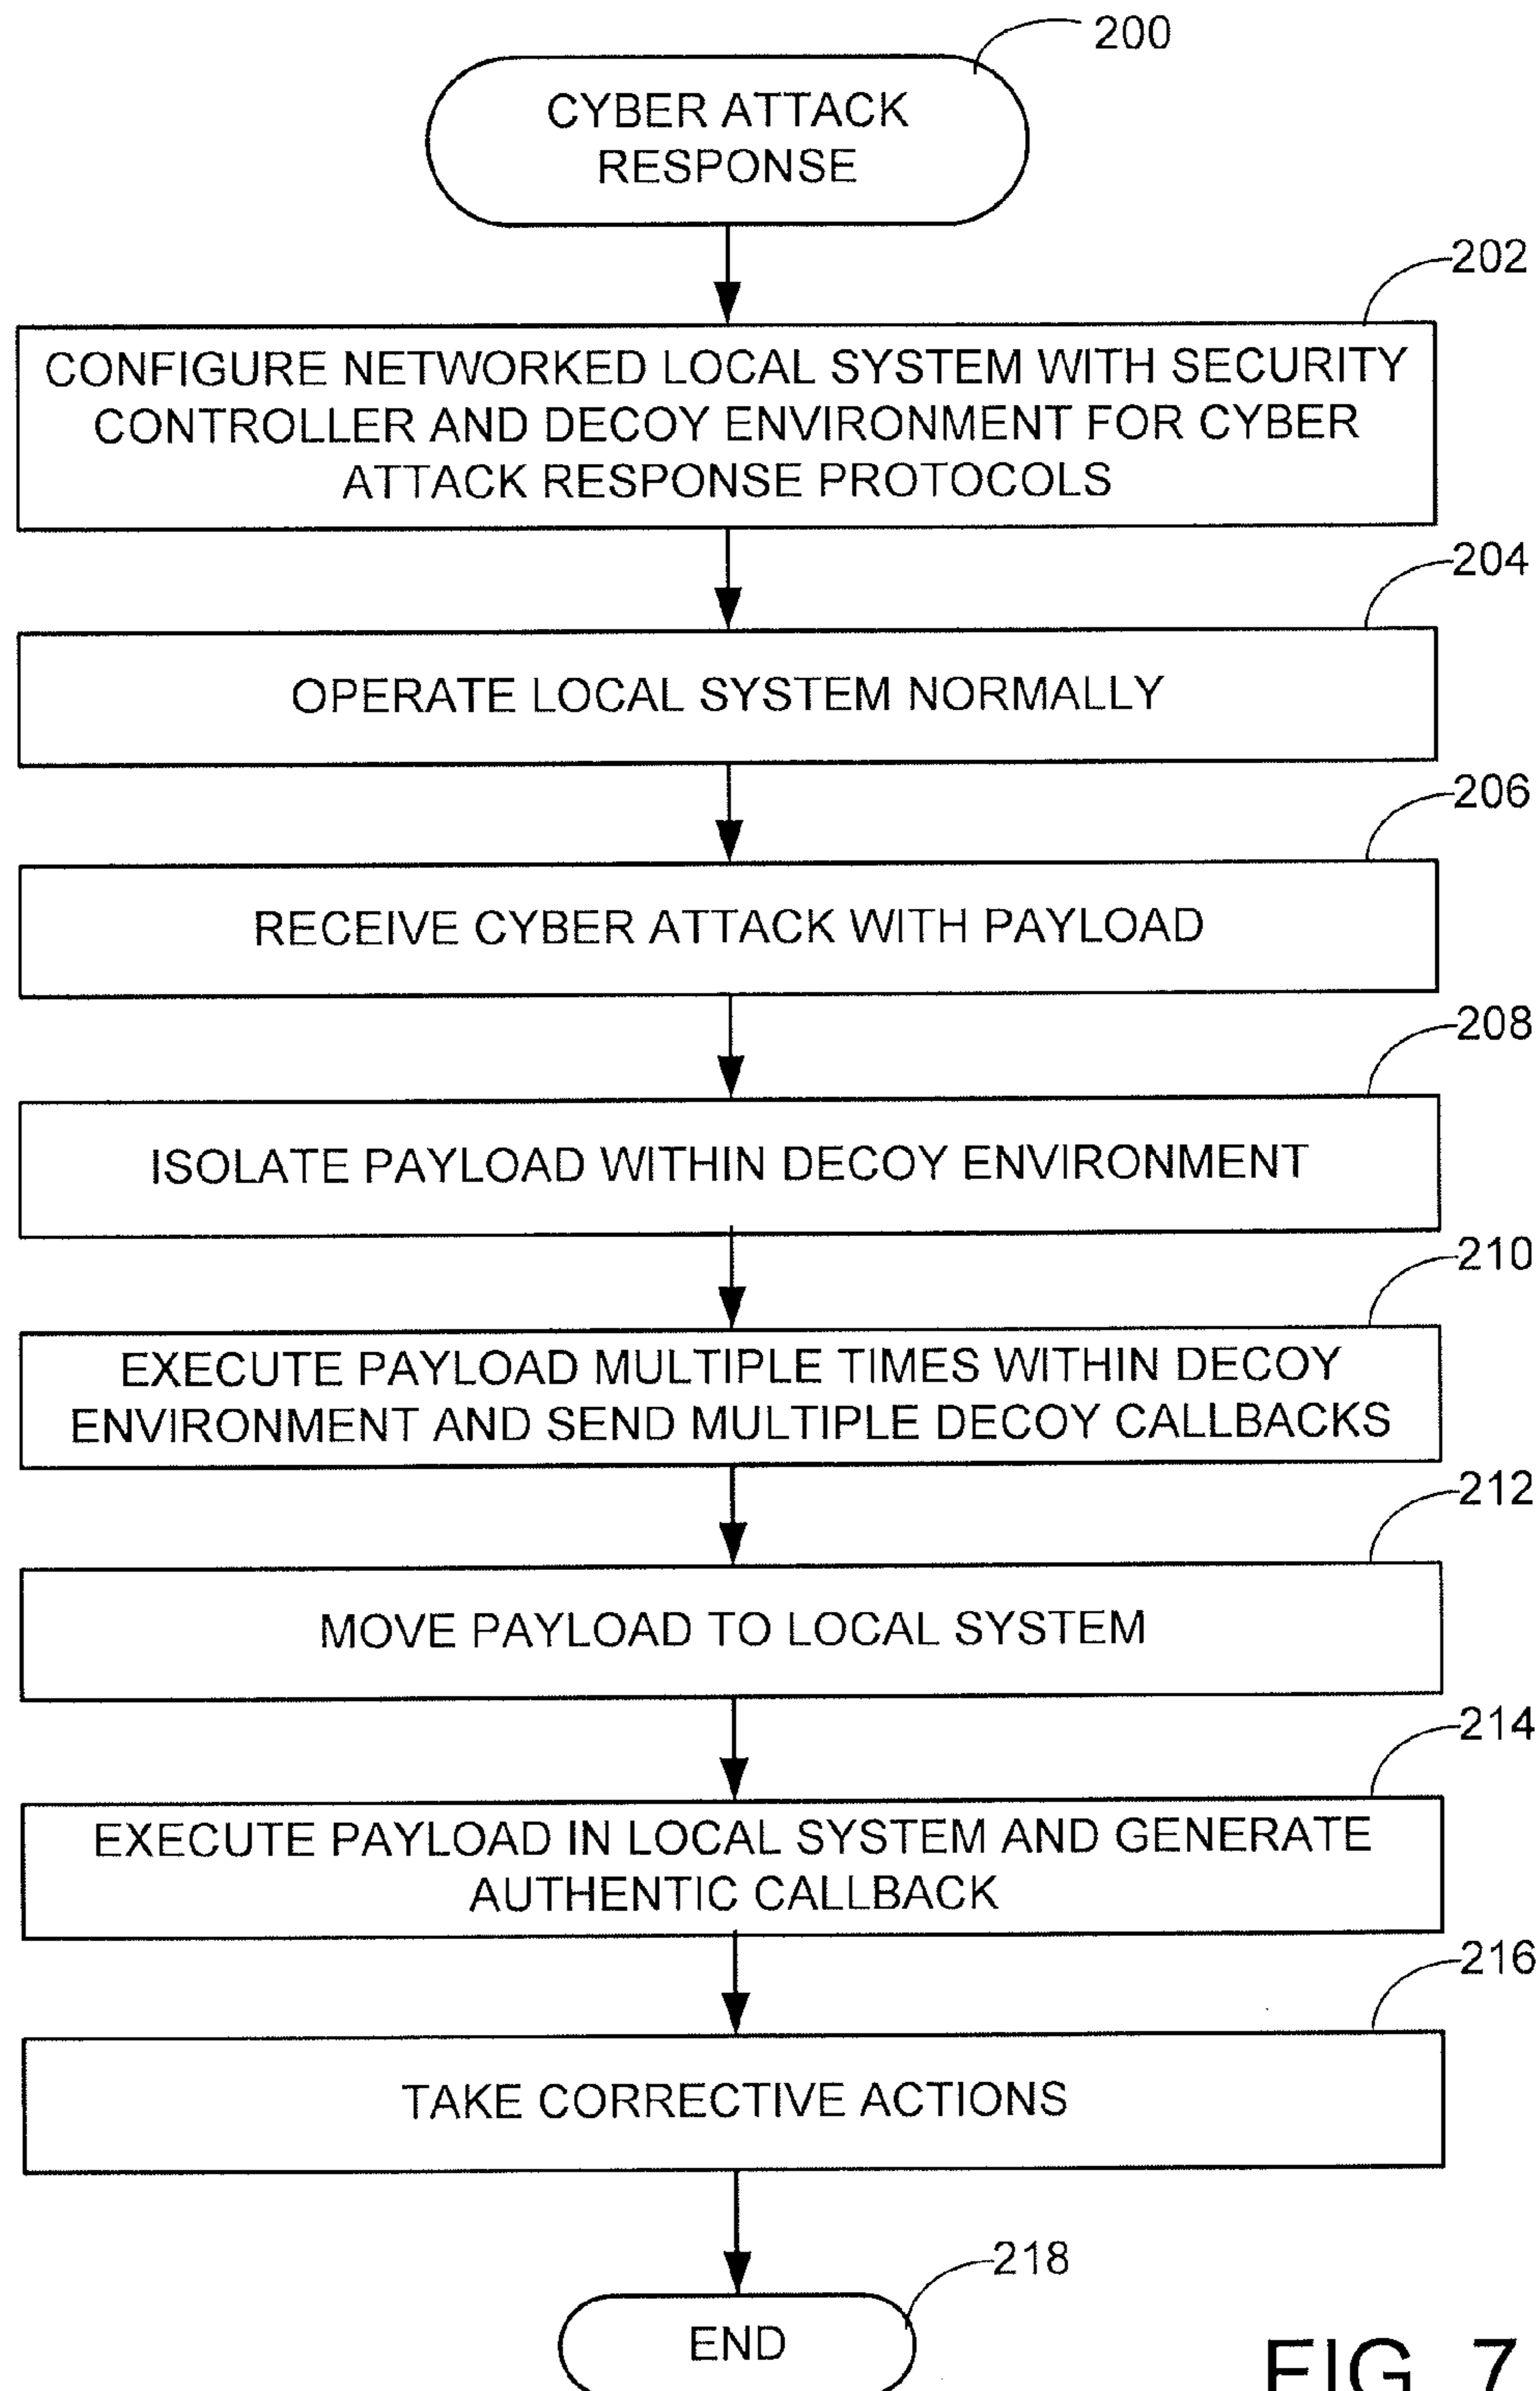 200
CYBER ATTACK
RESPONSE
202
CONFIGURE NETWORKED LOCAL SYSTEM WITH SECURITY
CONTROLLER AND DECOY ENVIRONMENT FOR CYBER
ATTACK RESPONSE PROTOCOLS
204
OPERATE LOCAL SYSTEM NORMALLY
206
RECEIVE CYBER ATTACK WITH PAYLOAD
208
ISOLATE PAYLOAD WITHIN DECOY ENVIRONMENT
210
EXECUTE PAYLOAD MULTIPLE TIMES WITHIN DECOY
ENVIRONMENT AND SEND MULTIPLE DECOY CALLBACKS
212
MOVE PAYLOAD TO LOCAL SYSTEM
214
EXECUTE PAYLOAD IN LOCAL SYSTEM AND GENERATE
AUTHENTIC CALLBACK
216
TAKE CORRECTIVE ACTIONS
218
END
FIG. 7